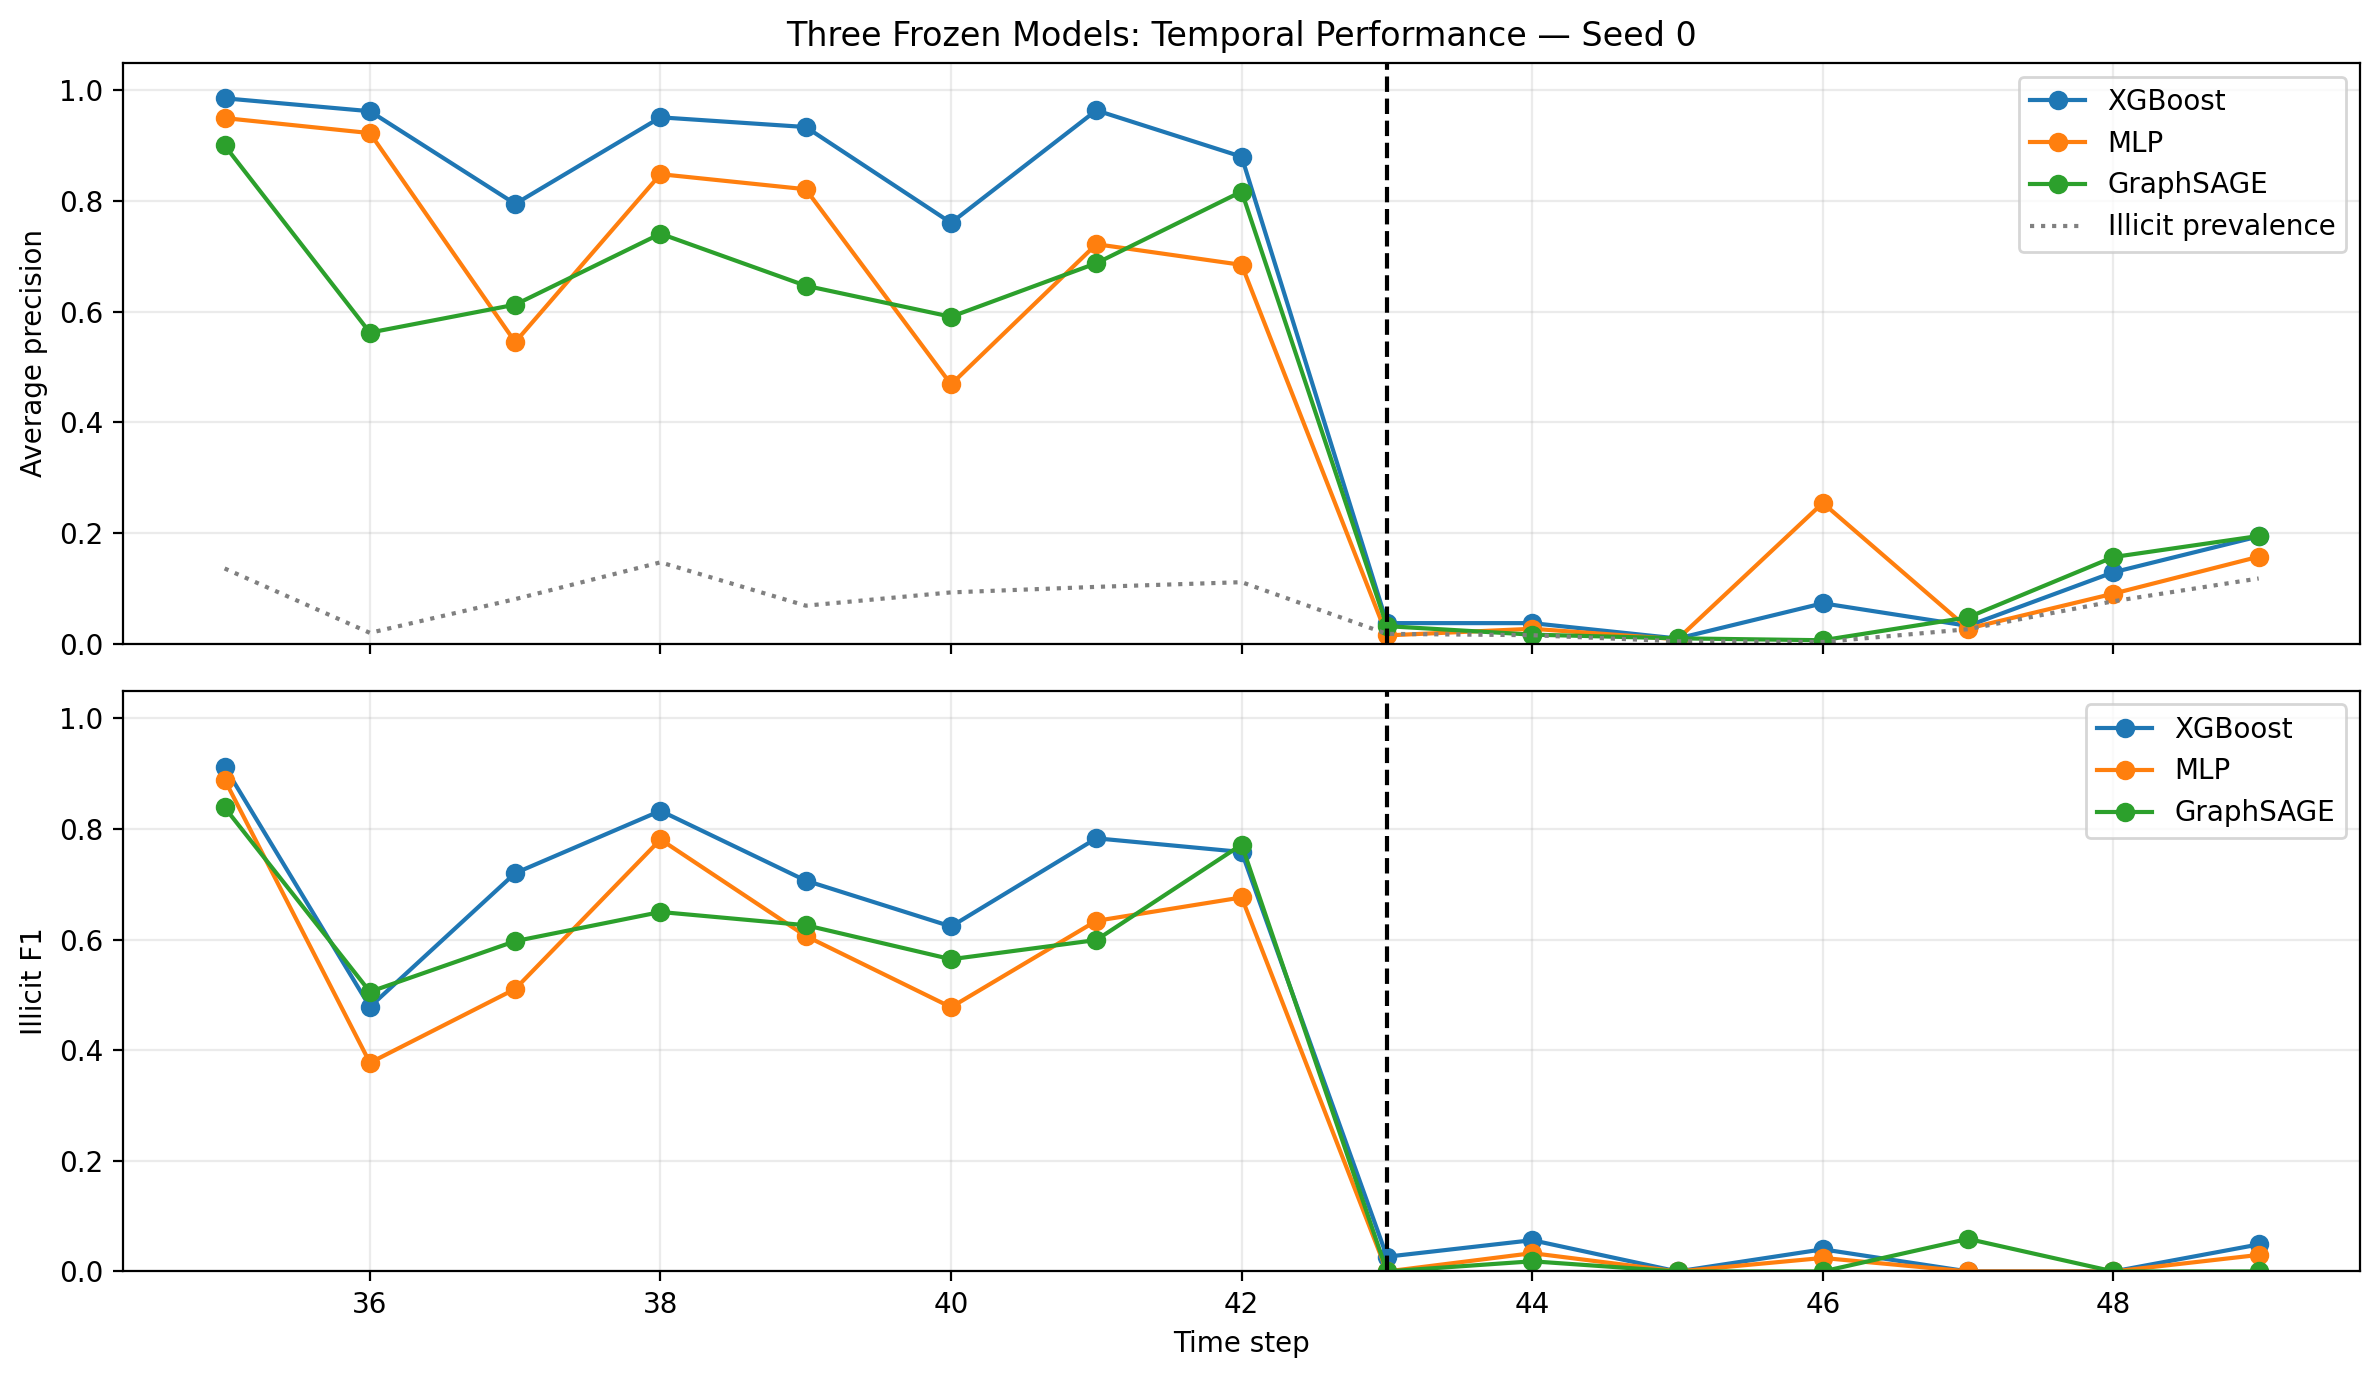 Three Frozen Models: Temporal Performance — Seed 0
Average precision
1.0
0.8
0.6
0.4
0.2
0.0
XGBoost
MLP
GraphSAGE
Illicit prevalence
Illicit F1
1.0
0.8
0.6
0.4
0.2
0.0
XGBoost
MLP
GraphSAGE
36 38 40 42 44 46 48
Time step